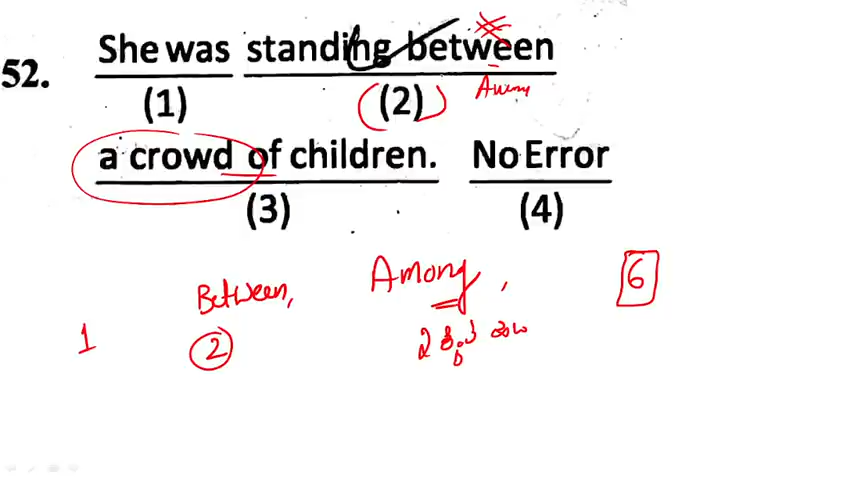 52. She was standing between
Among
(1) (2)
a crowd of children. No Error
(3) (4)
Between, Among, 6
1 2 2